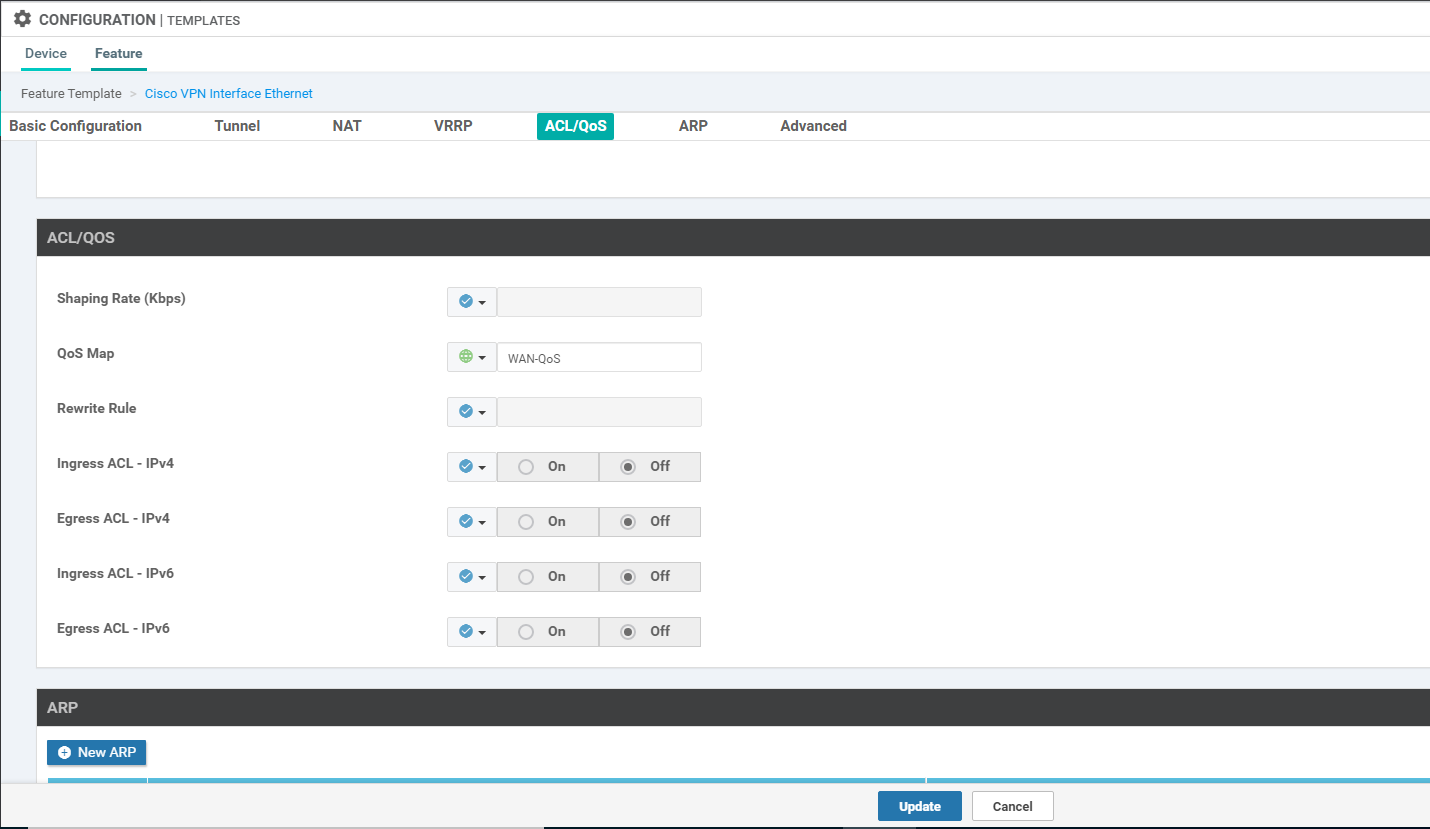 CONFIGURATION | TEMPLATES
Device Feature
Feature Template > Cisco VPN Interface Ethernet
Basic Configuration Tunnel NAT VRRP ACL/QoS ARP Advanced
ACL/QOS
Shaping Rate (Kbps)
QoS Map WAN-QoS
Rewrite Rule
Ingress ACL - IPv4 On Off
Egress ACL - IPv4 On Off
Ingress ACL - IPv6 On Off
Egress ACL - IPv6 On Off
ARP
New ARP
Update Cancel